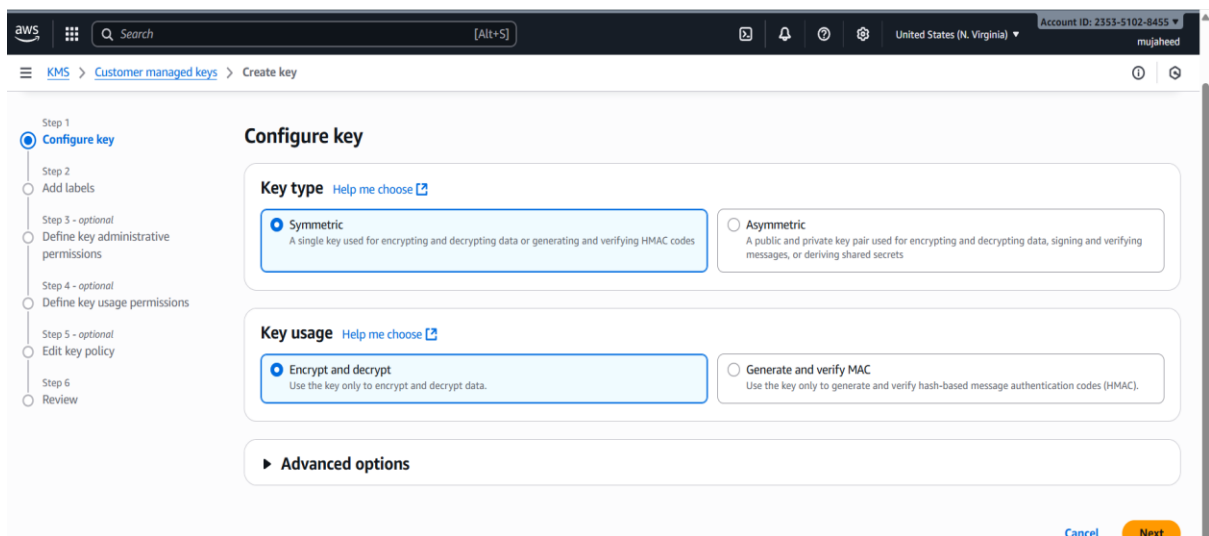 aws
Search [Alt+S]
United States (N. Virginia) ▼
Account ID: 2353-5102-8455 ▼
mujaheed
KMS > Customer managed keys > Create key
Step 1
Configure key
Step 2
Add labels
Step 3 - optional
Define key administrative
permissions
Step 4 - optional
Define key usage permissions
Step 5 - optional
Edit key policy
Step 6
Review
Configure key
Key type Help me choose
Symmetric
A single key used for encrypting and decrypting data or generating and verifying HMAC codes
Asymmetric
A public and private key pair used for encrypting and decrypting data, signing and verifying
messages, or deriving shared secrets
Key usage Help me choose
Encrypt and decrypt
Use the key only to encrypt and decrypt data.
Generate and verify MAC
Use the key only to generate and verify hash-based message authentication codes (HMAC).
Advanced options
Cancel Next